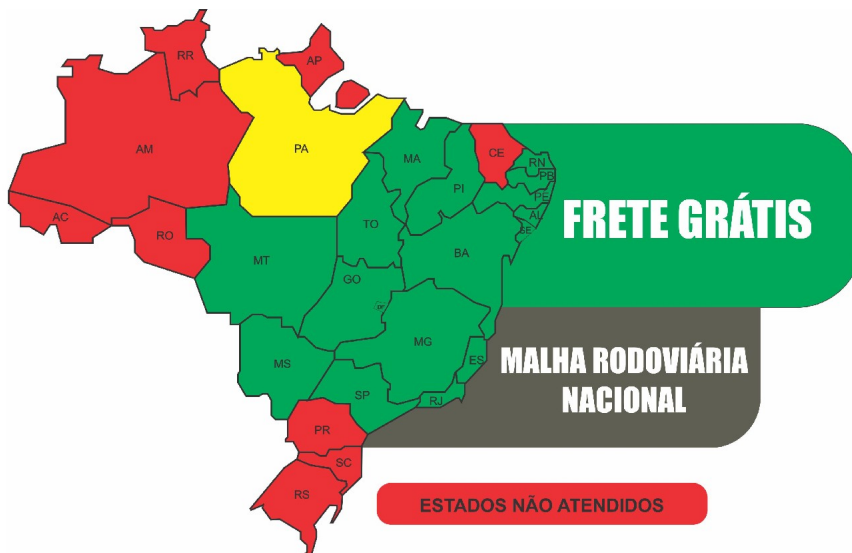 RR
AP
AM
PA
MA
CE
RN
PB
PI
PE
AL
SE
AC
RO
TO
BA
FRETE GRÁTIS
MT
GO
DF
MG
ES
MS
SP
RJ
MALHA RODOVIÁRIA
NACIONAL
PR
SC
RS
ESTADOS NÃO ATENDIDOS